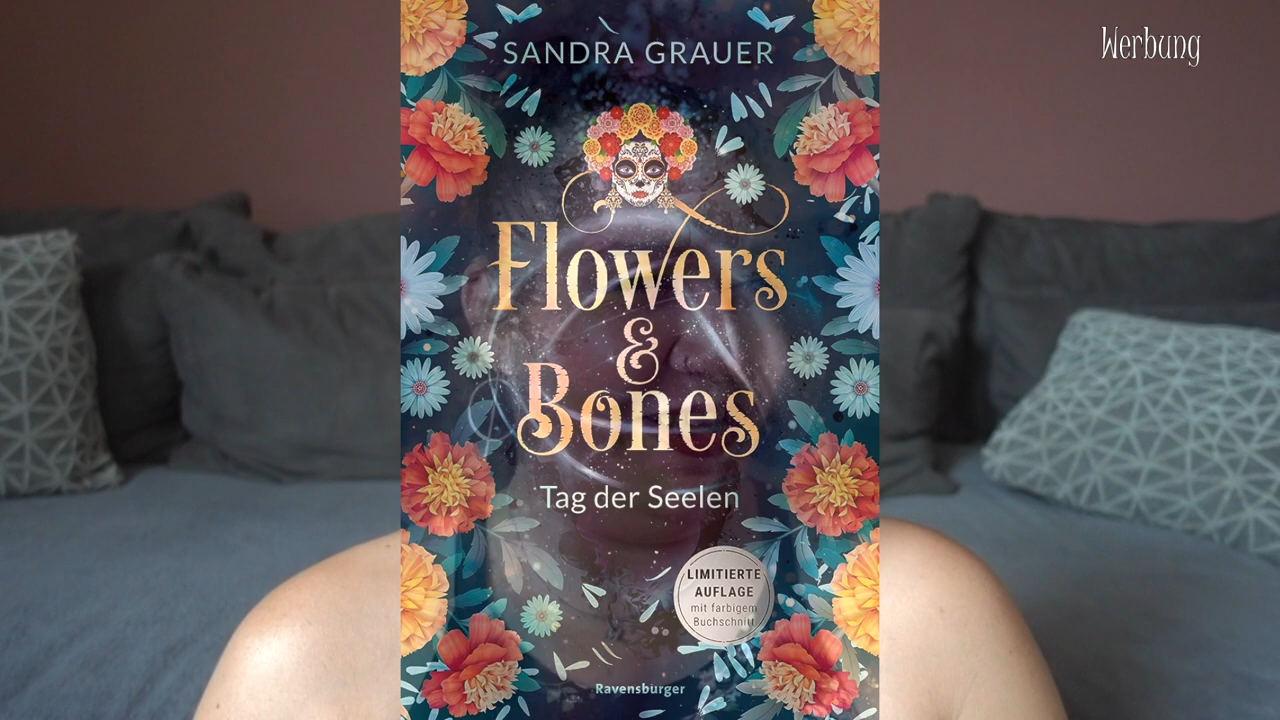 Werbung
SANDRA GRAUER
Flowers
&
Bones
Tag der Seelen
LIMITIERTE
AUFLAGE
mit farbigem
Buchschnitt
Ravensburger